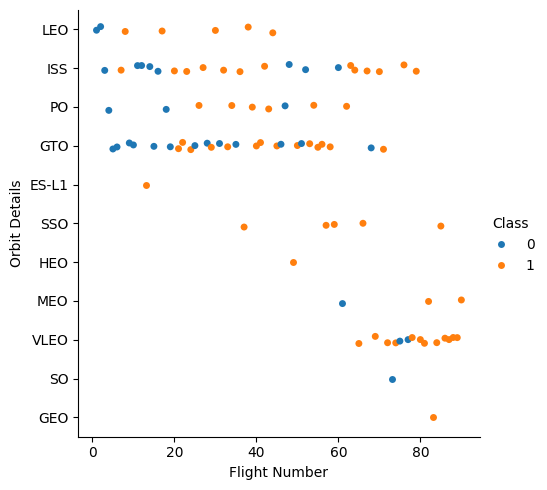 LEO
ISS
PO
GTO
ES-L1
SSO
HEO
MEO
VLEO
SO
GEO
Orbit Details
0 20 40 60 80
Flight Number
Class
0
1